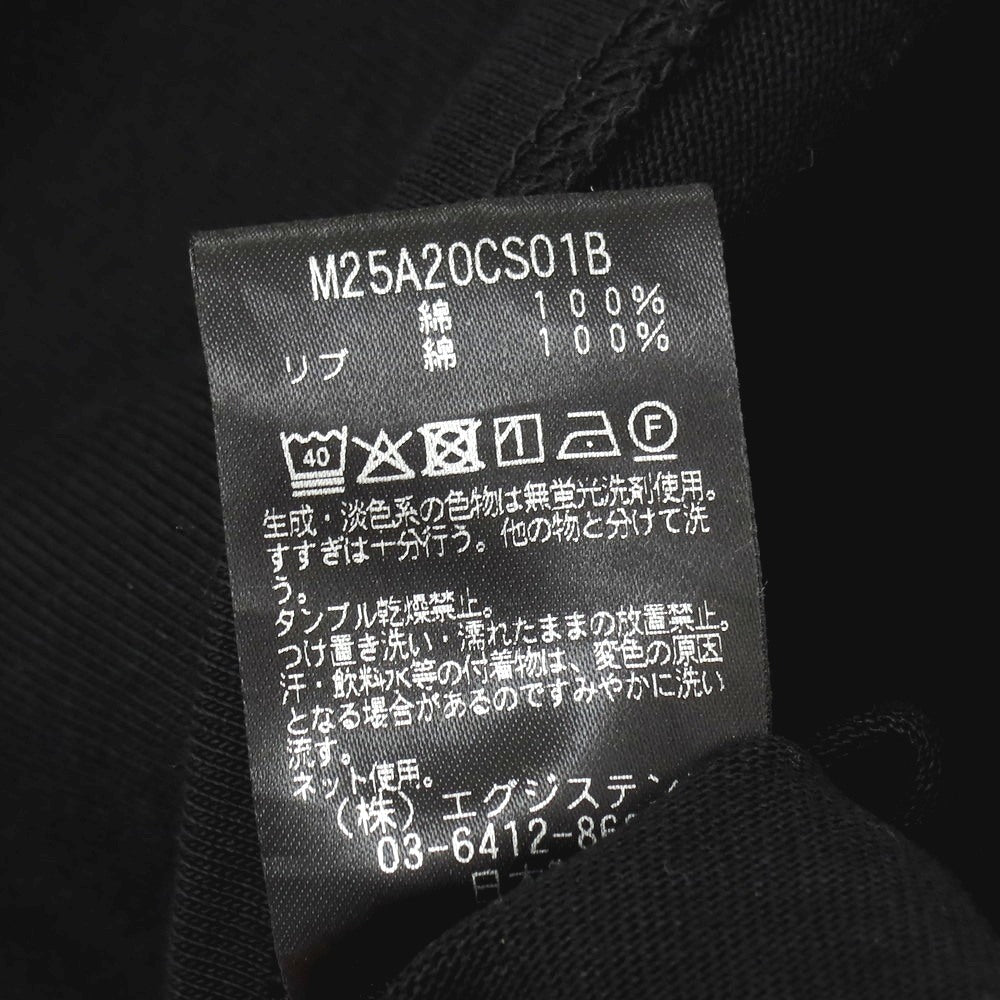 M25A20CS01B
綿 100%
リブ 綿 100%
40 F
生成・淡色系の色物は無蛍光洗剤使用。
すすぎは十分行う。他の物と分けて洗
う。
タンブル乾燥禁止。
つけ置き洗い・濡れたままの放置禁止。
汗・飲料水等の付着物は、変色の原因
となる場合があるのですみやかに洗い
流す。
ネット使用。
(株) エグジステン
03-6412-86
日本